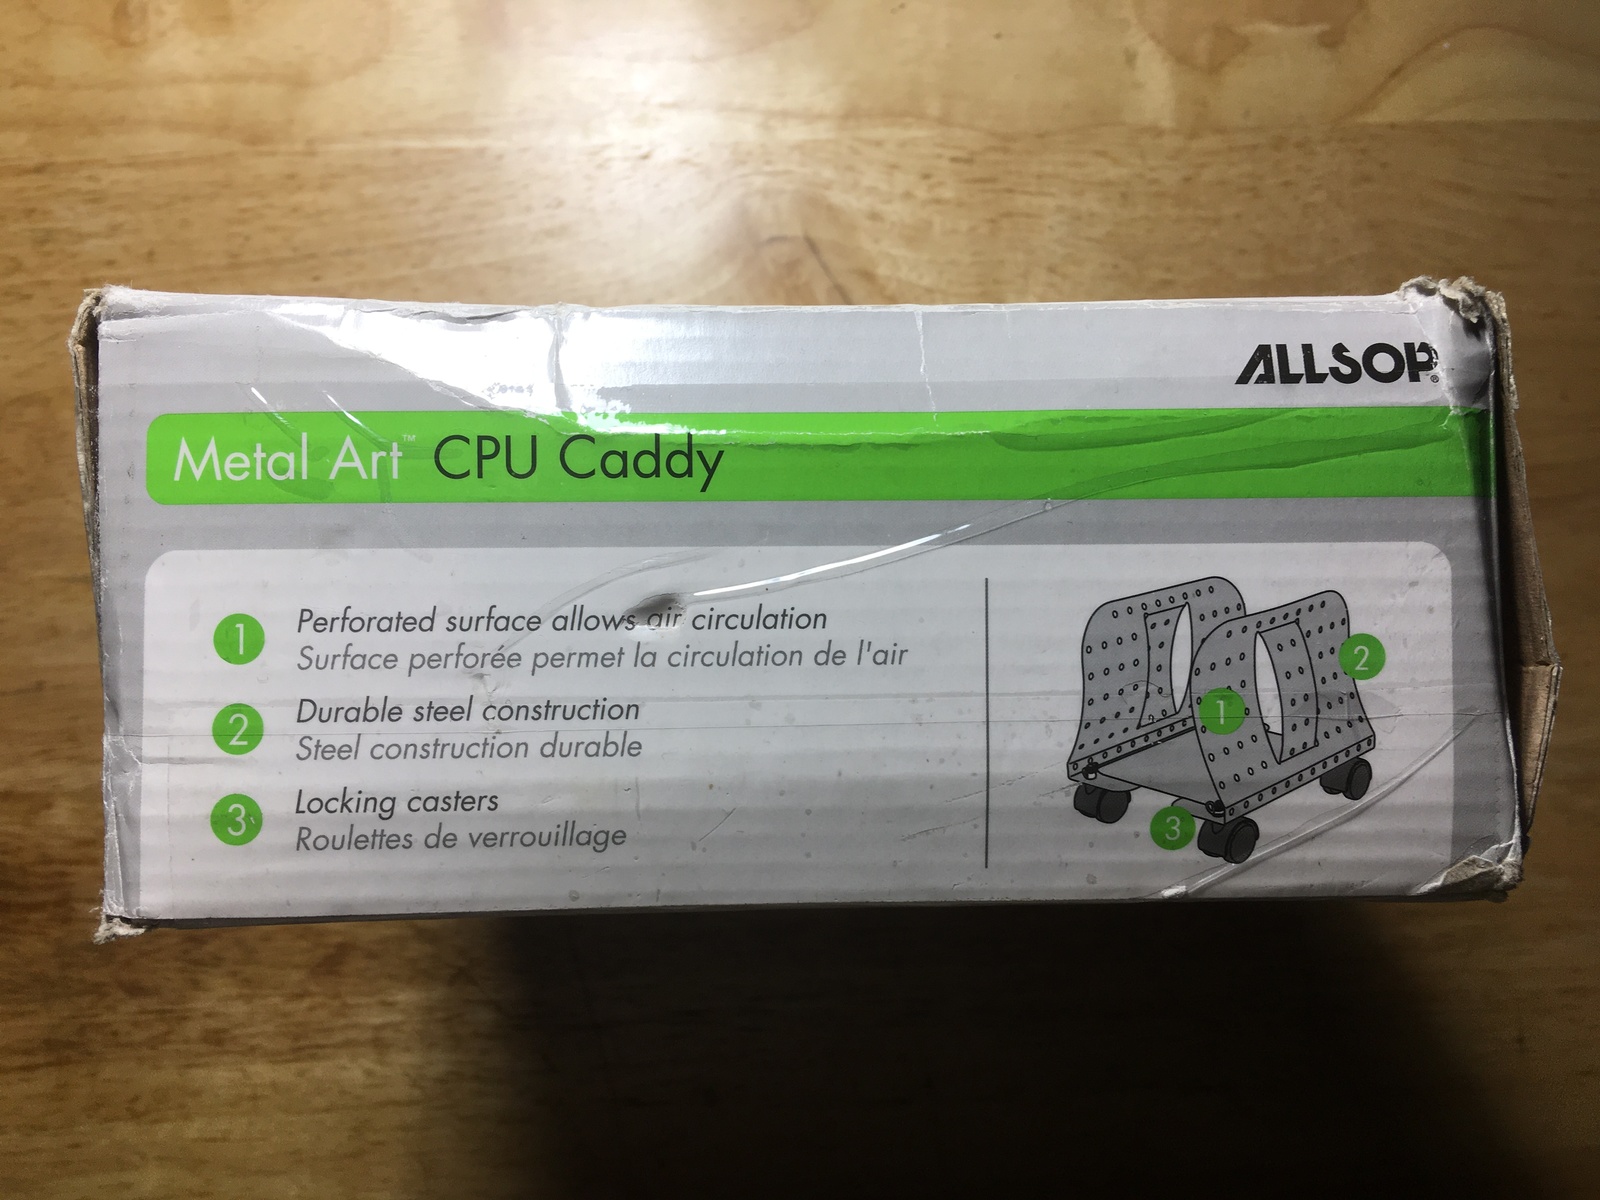 ALLSOP®
Metal Art™ CPU Caddy
1 Perforated surface allows air circulation
Surface perforée permet la circulation de l'air
2 Durable steel construction
Steel construction durable
3 Locking casters
Roulettes de verrouillage
2
1
3